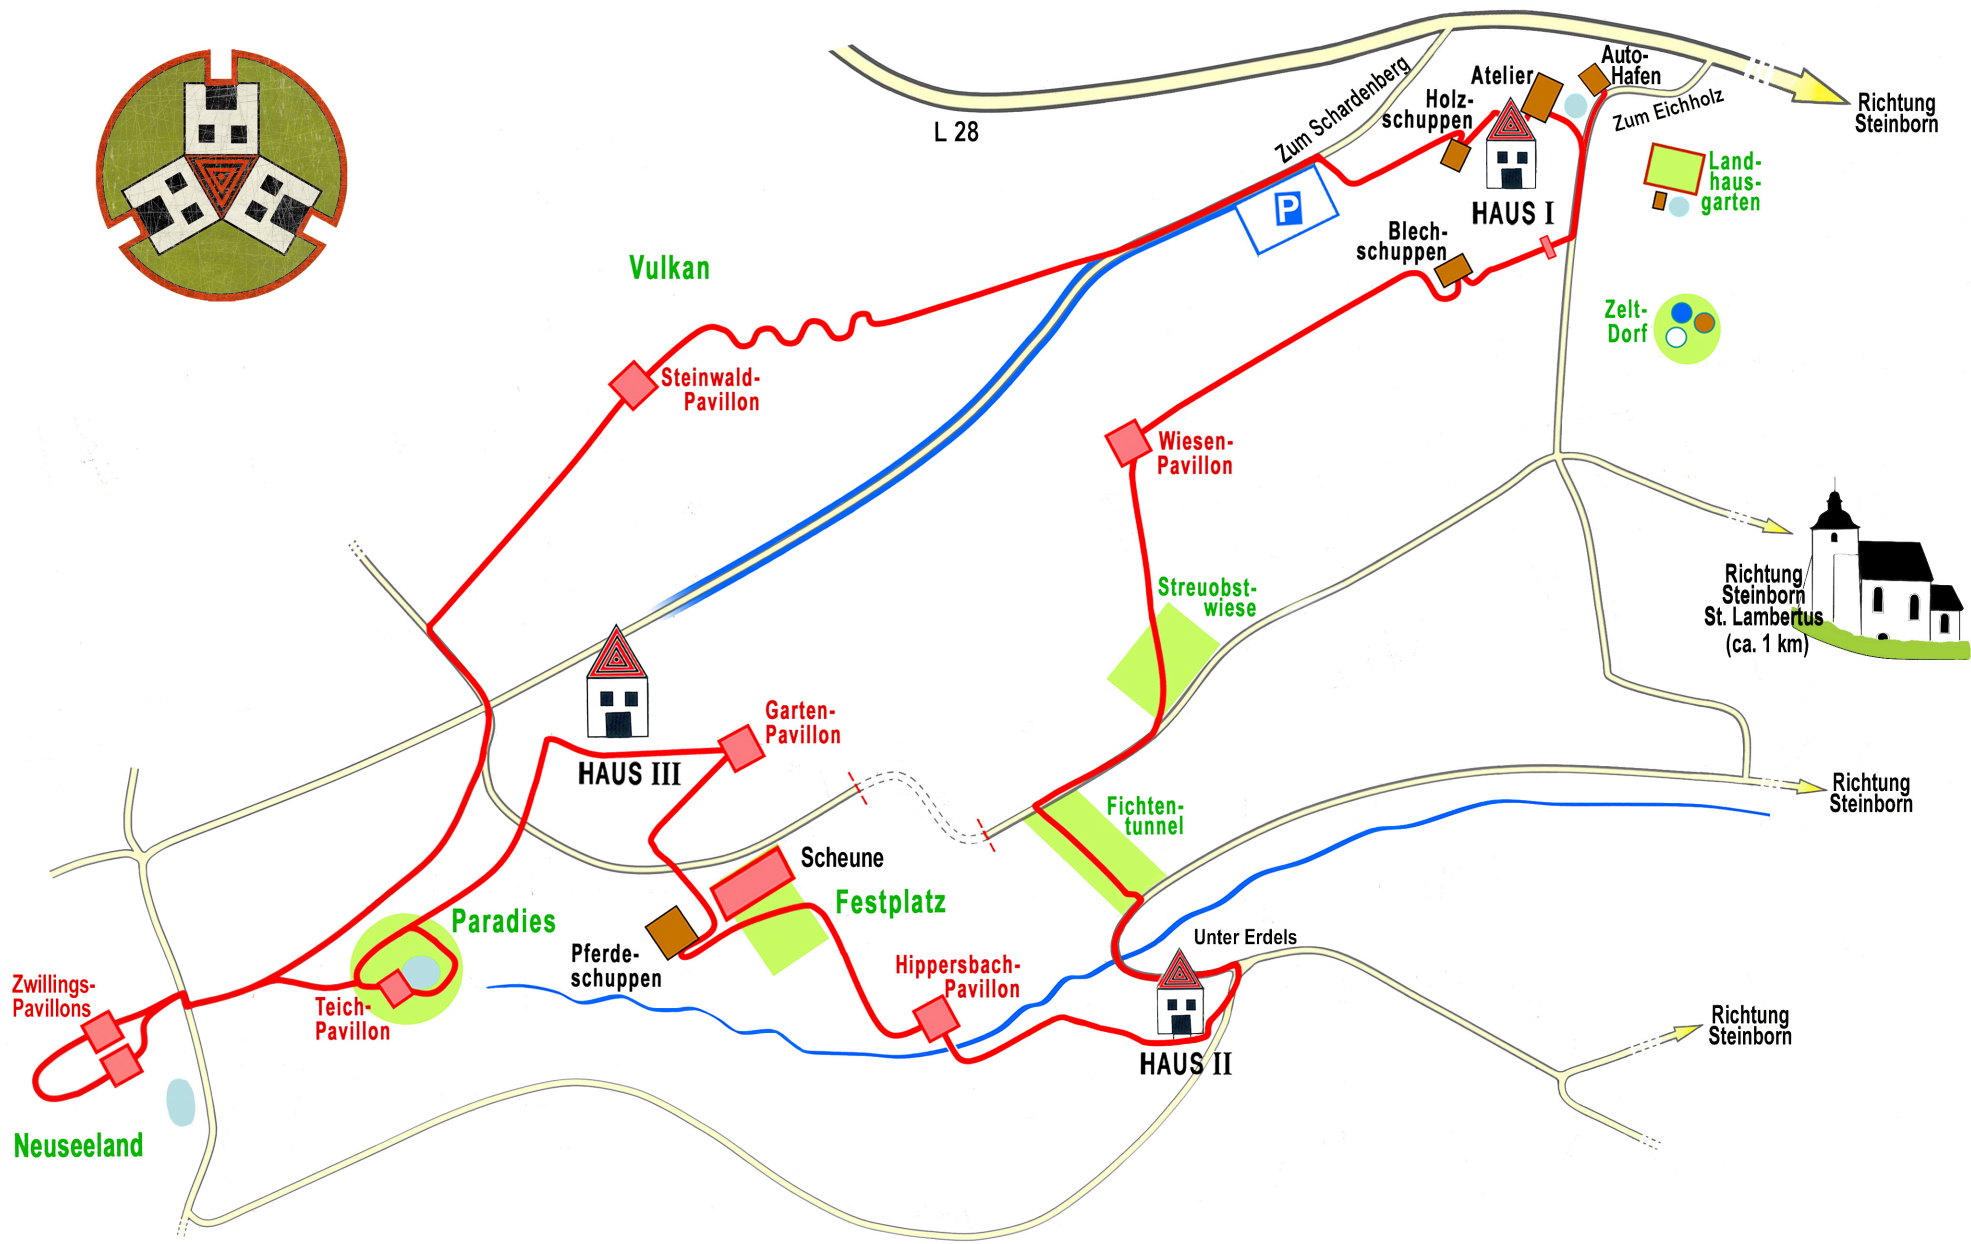 L 28
Zum Schardenberg
Holz-
schuppen
Atelier
Auto-
Hafen
Zum Eichholz
Richtung
Steinborn
P
HAUS I
Land-
haus-
garten
Blech-
schuppen
Vulkan
Zelt-
Dorf
Steinwald-
Pavillon
Wiesen-
Pavillon
Streuobst-
wiese
Richtung
Steinborn
St. Lambertus
(ca. 1 km)
Garten-
Pavillon
HAUS III
Richtung
Steinborn
Fichten-
tunnel
Scheune
Festplatz
Paradies
Pferde-
schuppen
Unter Erdels
Hippersbach-
Pavillon
Zwillings-
Pavillons
Teich-
Pavillon
Richtung
Steinborn
HAUS II
Neuseeland